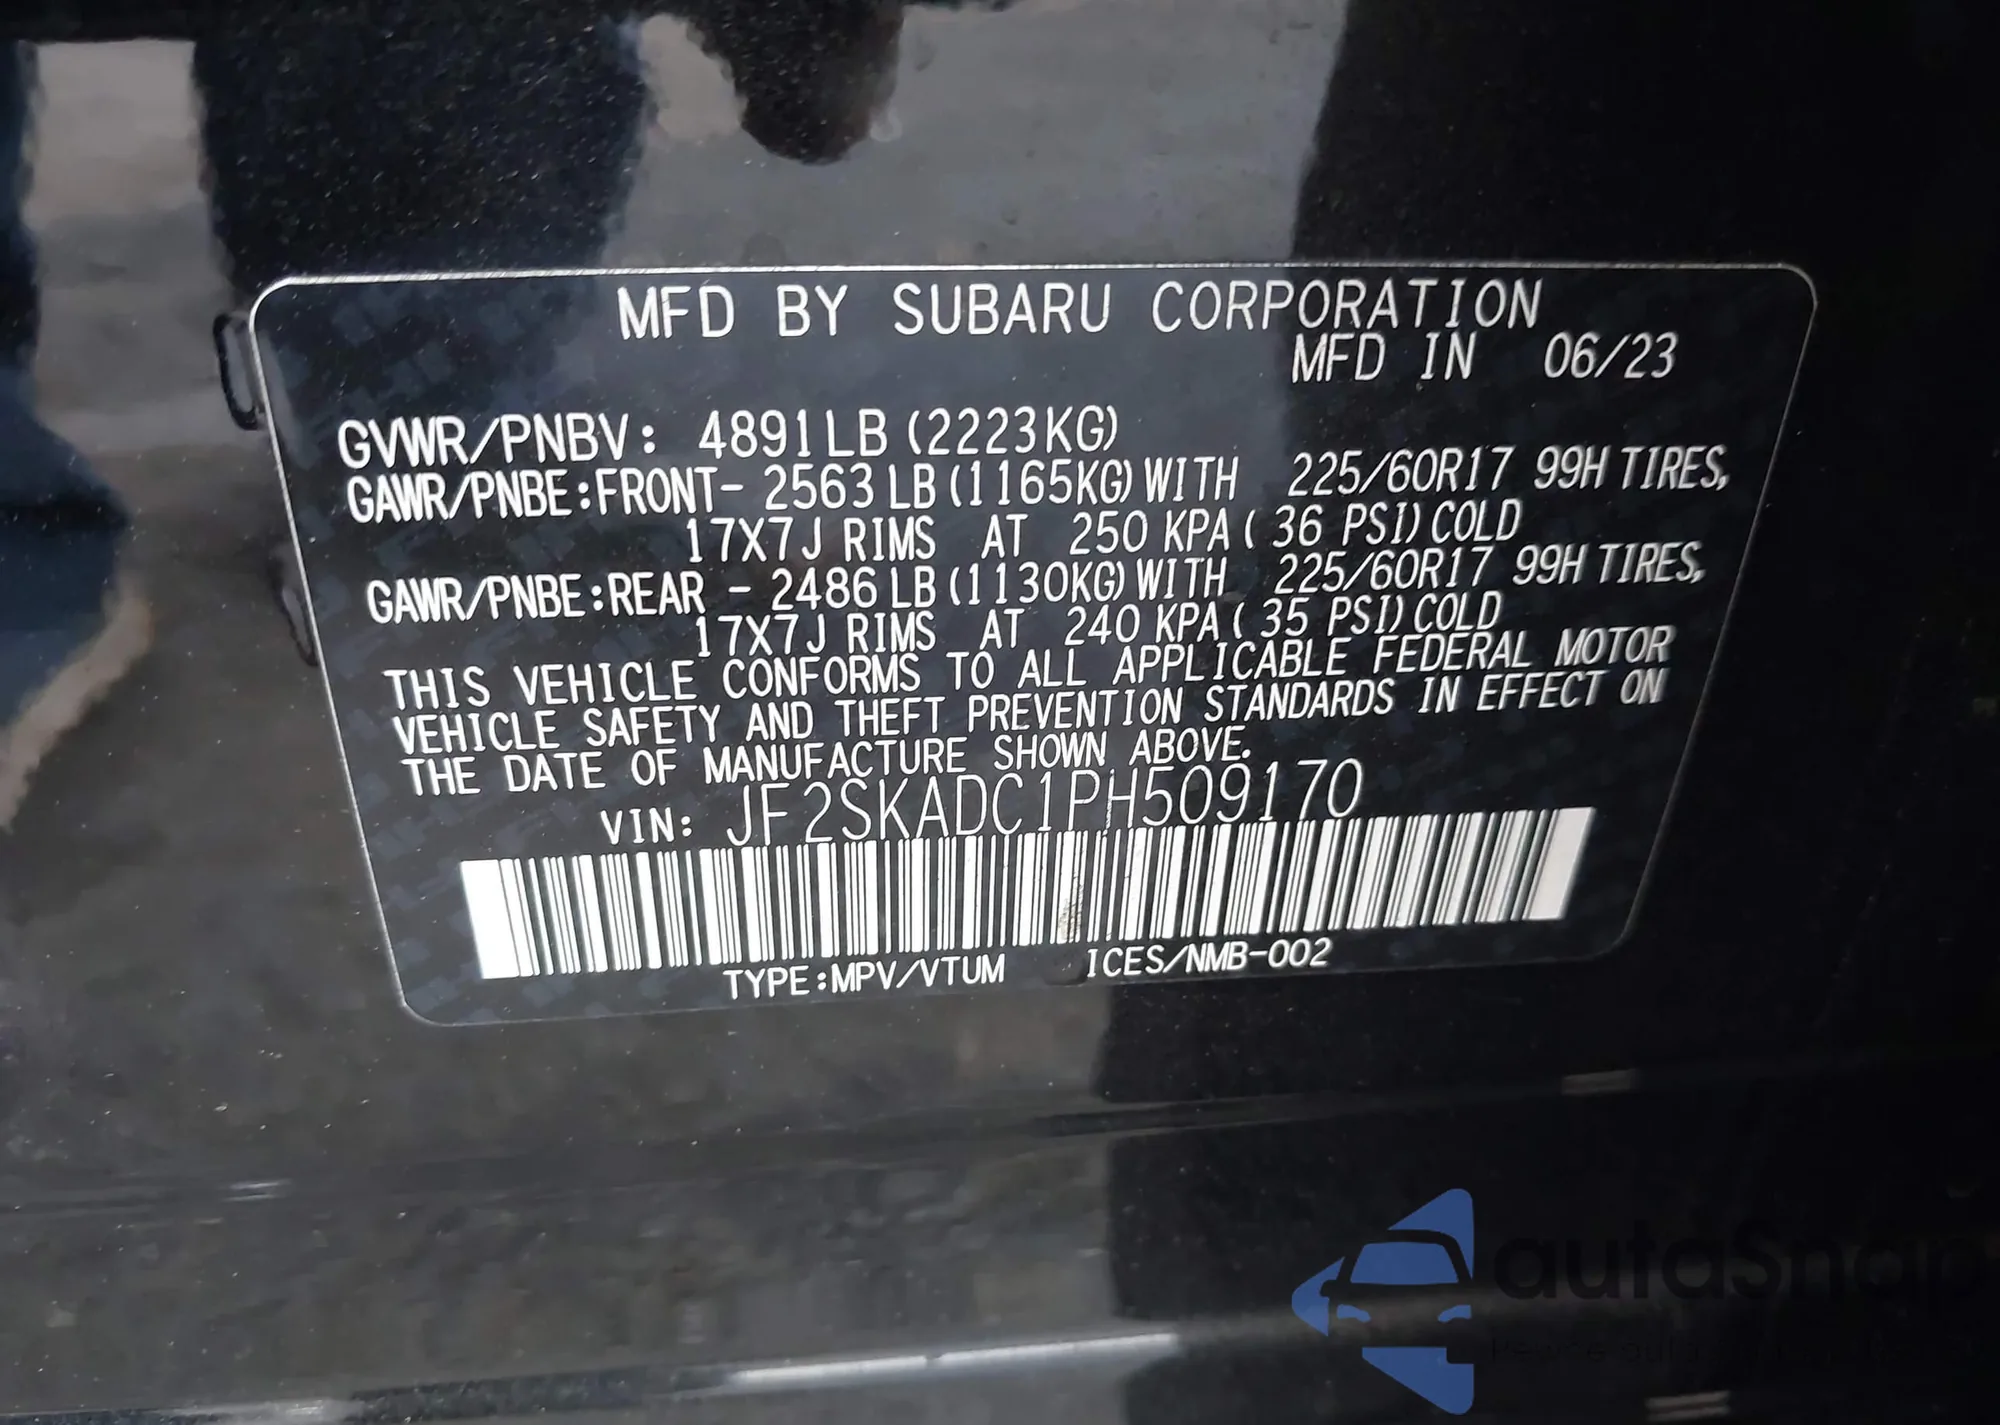 MFD BY SUBARU CORPORATION
MFD IN 06/23
GVWR/PNBV: 4891LB (2223KG)
GAWR/PNBE:FRONT- 2563LB (1165KG) WITH 225/60R17 99H TIRES,
17X7J RIMS AT 250 KPA ( 36 PSI) COLD
GAWR/PNBE:REAR - 2486LB (1130KG) WITH 225/60R17 99H TIRES,
17X7J RIMS AT 240 KPA ( 35 PSI) COLD
THIS VEHICLE CONFORMS TO ALL APPLICABLE FEDERAL MOTOR
VEHICLE SAFETY AND THEFT PREVENTION STANDARDS IN EFFECT ON
THE DATE OF MANUFACTURE SHOWN ABOVE.
VIN: JF2SKADC1PH509170
TYPE:MPV/VTUM ICES/NMB-002
autoSnap